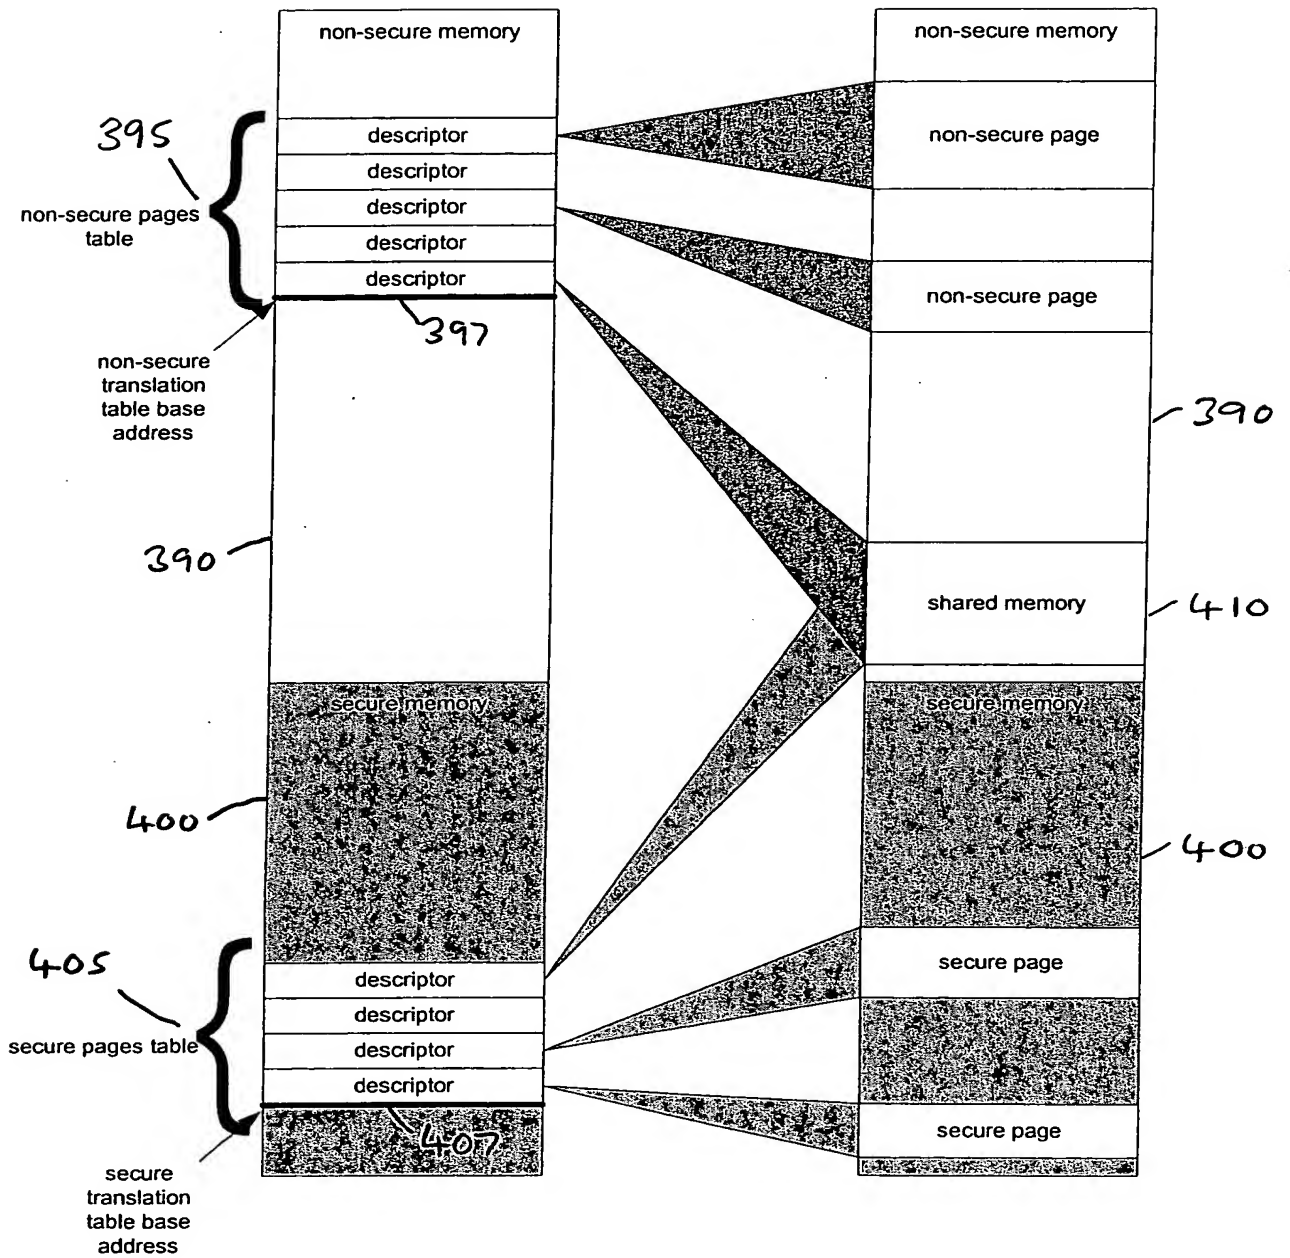 non-secure memory
non-secure memory
descriptor
descriptor
descriptor
descriptor
descriptor
395
non-secure pages
table
non-secure page
non-secure page
397
non-secure
translation
table base
address
390
390
shared memory
410
secure memory
secure memory
400
400
405
secure pages table
descriptor
descriptor
descriptor
descriptor
secure page
secure page
407
secure
translation
table base
address